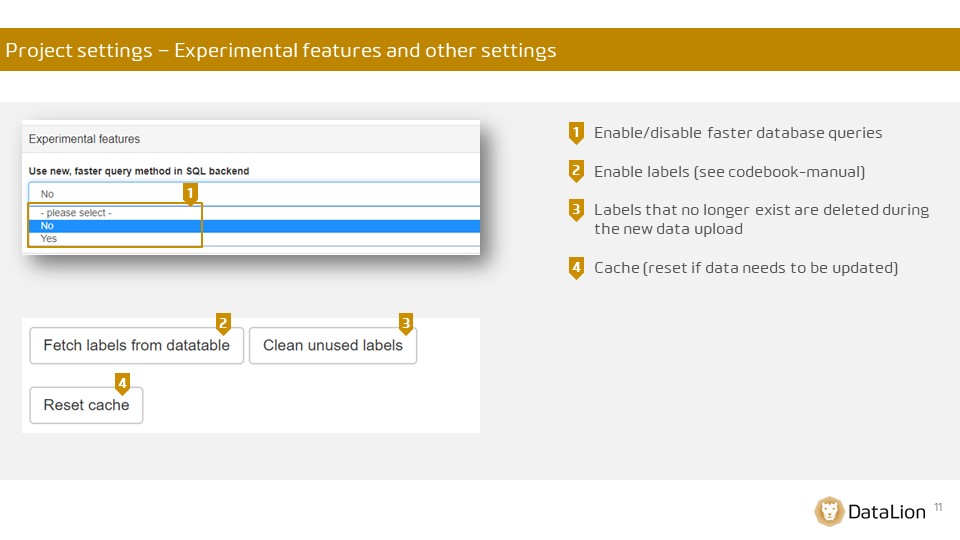 Project settings – Experimental features and other settings
Experimental features
Use new, faster query method in SQL backend
No
1
- please select -
No
Yes
2
3
Fetch labels from datatable
Clean unused labels
4
Reset cache
1 Enable/disable faster database queries
2 Enable labels (see codebook-manual)
3 Labels that no longer exist are deleted during
the new data upload
4 Cache (reset if data needs to be updated)
DataLion 11